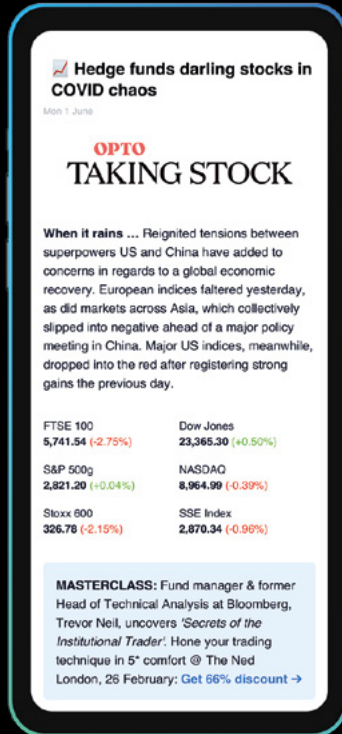 📈 Hedge funds darling stocks in
COVID chaos
Mon 1 June
OPTO
TAKING STOCK
When it rains ... Reignited tensions between
superpowers US and China have added to
concerns in regards to a global economic
recovery. European indices faltered yesterday,
as did markets across Asia, which collectively
slipped into negative ahead of a major policy
meeting in China. Major US indices, meanwhile,
dropped into the red after registering strong
gains the previous day.
FTSE 100 Dow Jones
5,741.54 (-2.75%) 23,365.30 (+0.50%)
S&P 500g NASDAQ
2,821.20 (+0.04%) 8,964.99 (-0.39%)
Stoxx 600 SSE Index
326.78 (-2.15%) 2,870.34 (-0.96%)
MASTERCLASS: Fund manager & former
Head of Technical Analysis at Bloomberg,
Trevor Neil, uncovers 'Secrets of the
Institutional Trader'. Hone your trading
technique in 5* comfort @ The Ned
London, 26 February: Get 66% discount →